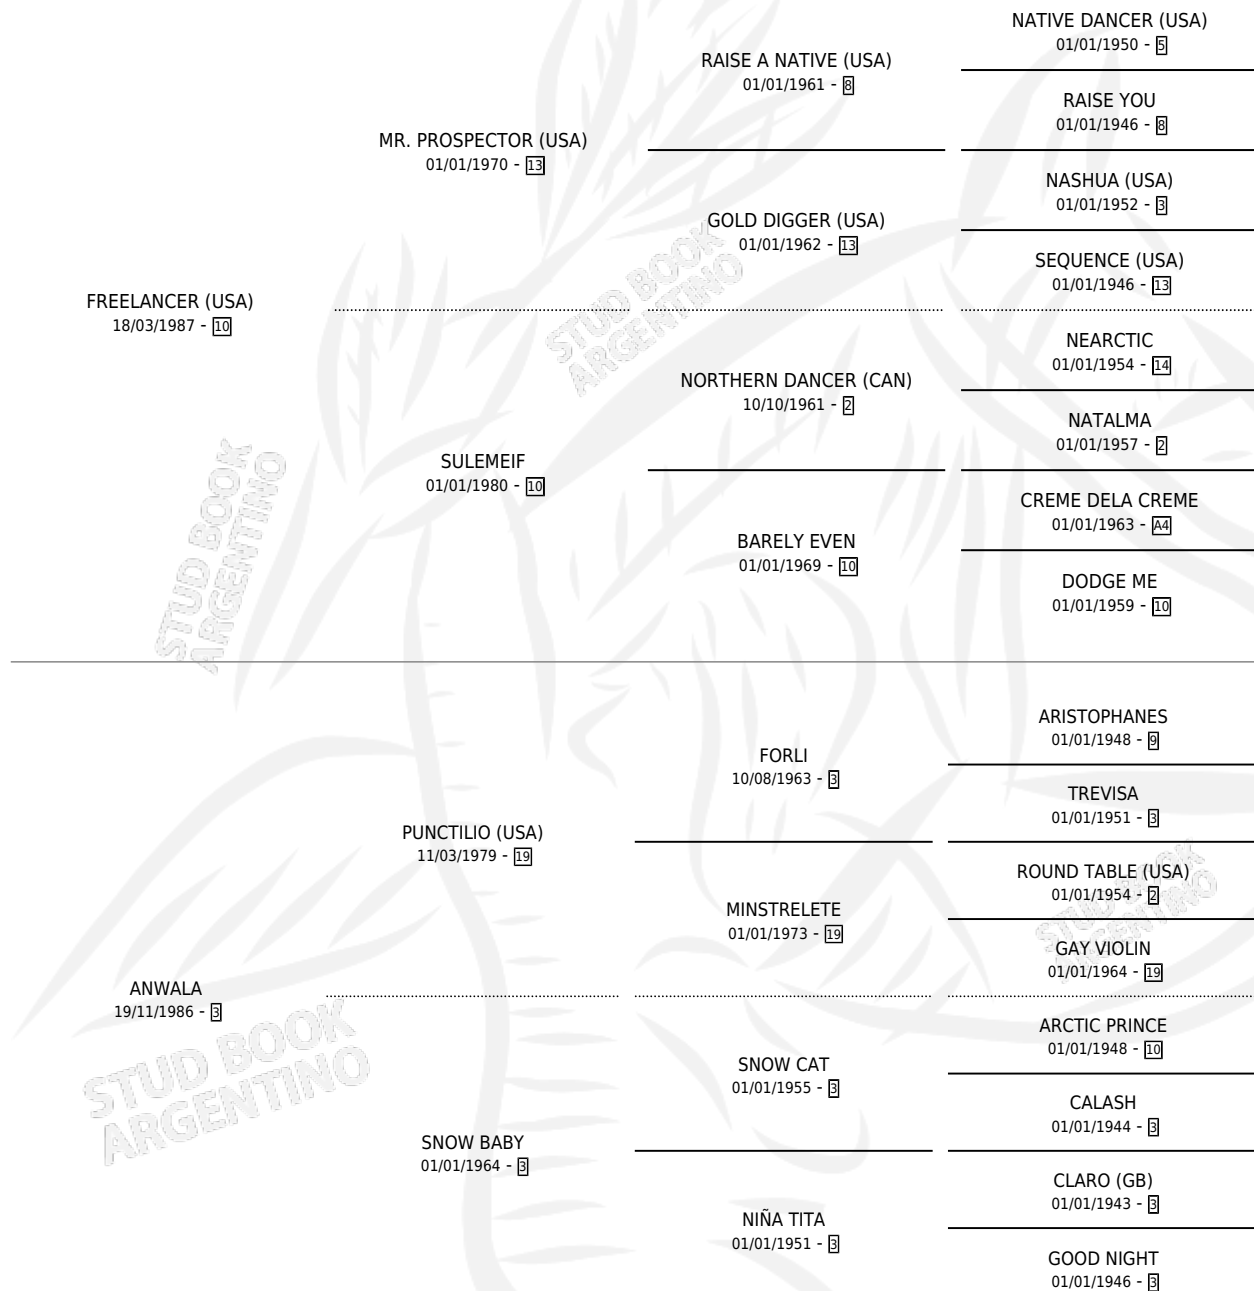 NATIVE DANCER (USA)
01/01/1950 - 5
RAISE A NATIVE (USA)
01/01/1961 - 8
RAISE YOU
01/01/1946 - 8
MR. PROSPECTOR (USA)
01/01/1970 - 13
NASHUA (USA)
01/01/1952 - 3
GOLD DIGGER (USA)
01/01/1962 - 13
SEQUENCE (USA)
01/01/1946 - 13
FREELANCER (USA)
18/03/1987 - 10
NEARCTIC
01/01/1954 - 14
NORTHERN DANCER (CAN)
10/10/1961 - 2
NATALMA
01/01/1957 - 2
SULEMEIF
01/01/1980 - 10
CREME DELA CREME
01/01/1963 - A4
BARELY EVEN
01/01/1969 - 10
DODGE ME
01/01/1959 - 10
ARISTOPHANES
01/01/1948 - 9
FORLI
10/08/1963 - 3
TREVISA
01/01/1951 - 3
PUNCTILIO (USA)
11/03/1979 - 19
ROUND TABLE (USA)
01/01/1954 - 2
MINSTRELETE
01/01/1973 - 19
GAY VIOLIN
01/01/1964 - 19
ANWALA
19/11/1986 - 3
ARCTIC PRINCE
01/01/1948 - 10
SNOW CAT
01/01/1955 - 3
CALASH
01/01/1944 - 3
SNOW BABY
01/01/1964 - 3
CLARO (GB)
01/01/1943 - 3
NIÑA TITA
01/01/1951 - 3
GOOD NIGHT
01/01/1946 - 3
STUD BOOK
ARGENTINO
STUD BOOK
ARGENTINO
STUD BOOK
ARGENTINO
STUD BOOK
ARGENTINO